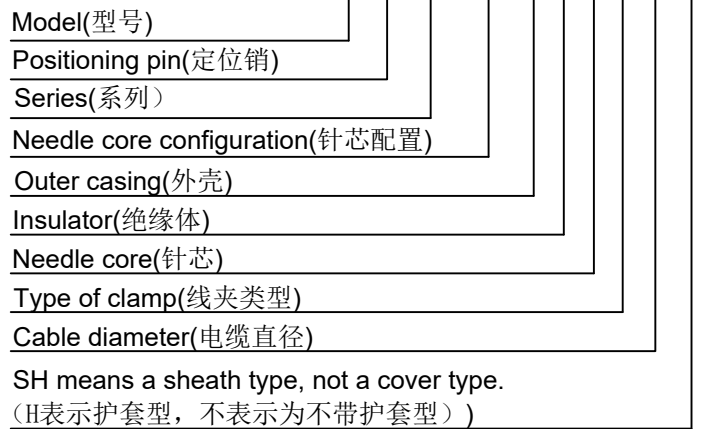 Model(型号)
Positioning pin(定位销)
Series(系列）
Needle core configuration(针芯配置)
Outer casing(外壳)
Insulator(绝缘体)
Needle core(针芯)
Type of clamp(线夹类型)
Cable diameter(电缆直径)
SH means a sheath type, not a cover type.
（H表示护套型，不表示为不带护套型）)